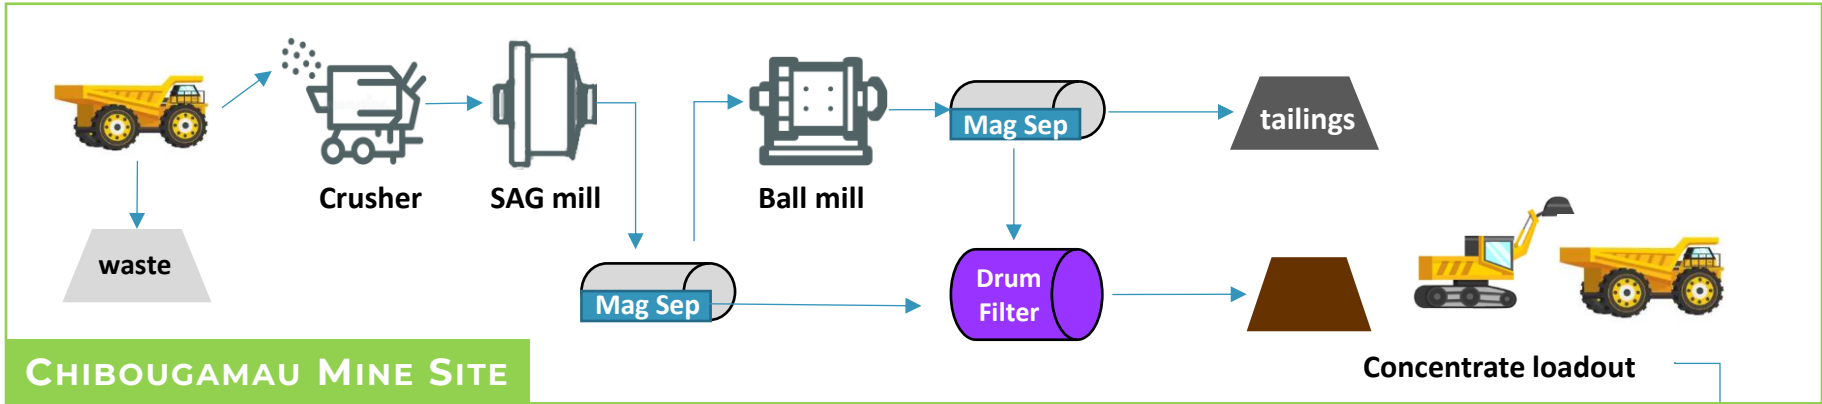 tailings
Mag Sep
Crusher
SAG mill
Ball mill
waste
Mag Sep
Drum
Filter
Concentrate loadout
CHIBOUGAMAU MINE SITE